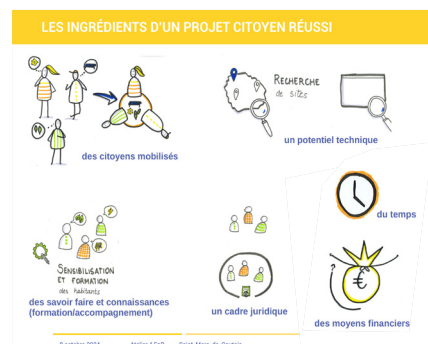 LES INGRÉDIENTS D'UN PROJET CITOYEN RÉUSSI
RECHERCHE
de sites
un potentiel technique
des citoyens mobilisés
du temps
SENSIBILISATION
ET FORMATION
des habitants
des savoir faire et connaissances
(formation/accompagnement)
un cadre juridique
?
€
des moyens financiers